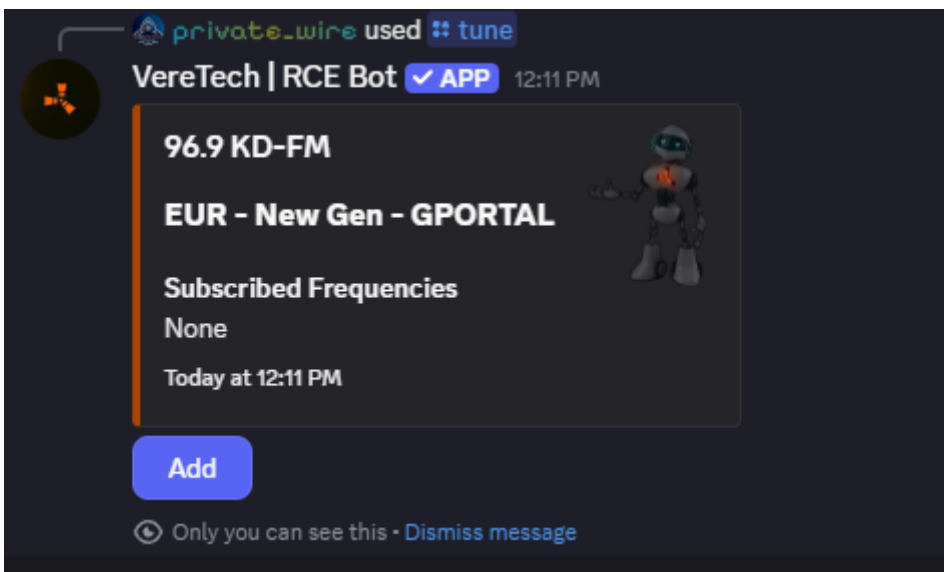 private_wire used tune
VereTech | RCE Bot ✓ APP 12:11 PM
96.9 KD-FM
EUR - New Gen - GPORTAL
Subscribed Frequencies
None
Today at 12:11 PM
Add
Only you can see this • Dismiss message